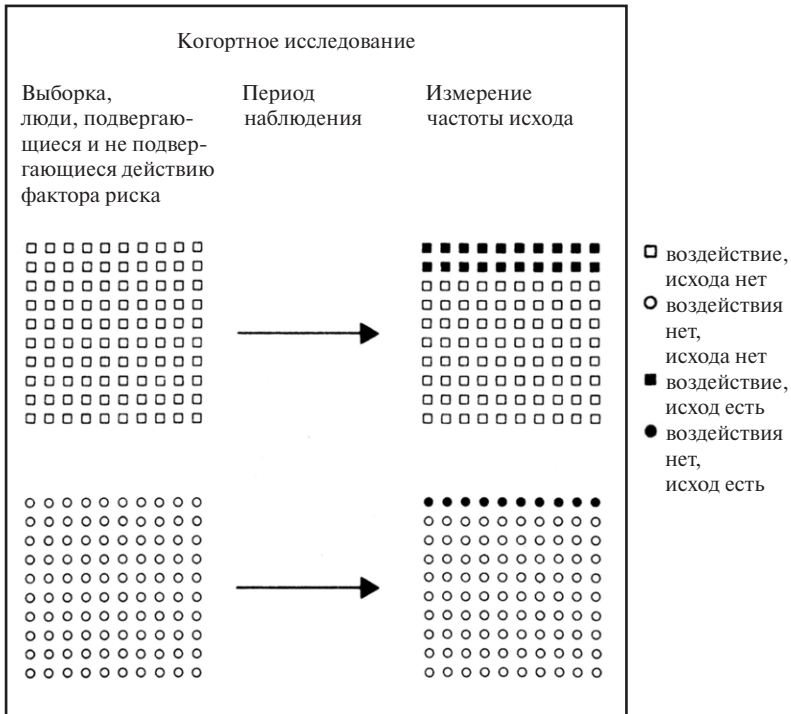 Когортное исследование
Выборка,
люди, подвергаю-
щиеся и не подвер-
гающиеся действию
фактора риска
Период
наблюдения
Измерение
частоты исхода
воздействие,
исхода нет
воздействия
нет,
исхода нет
воздействие,
исход есть
воздействия
нет,
исход есть